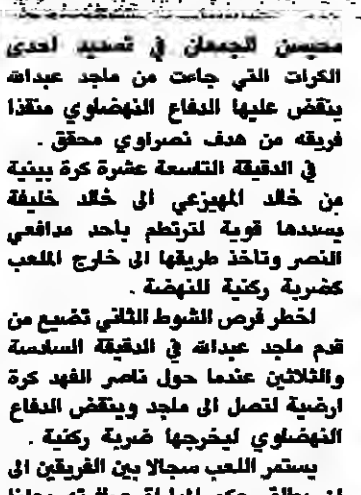 محيسن الجمعان في تسديد احدى
الكرات التي جاءت من ماجد عبدالله
ينقض عليها الدفاع النهضاوي منقذا
فريقه من هدف نصراوي محقق .
في الدقيقة التاسعة عشرة كرة بينية
من خالد المهيزعي الى خالد خليفة
يسددها قوية لترتطم بأحد مدافعي
النصر وتأخذ طريقها الى خارج الملعب
كضربة ركنية للنهضة .
اخطر فرص الشوط الثاني تضيع من
قدم ماجد عبدالله في الدقيقة السادسة
والثلاثين عندما حول ناصر الفهد كرة
ارضية لتصل الى ماجد وينقض الدفاع
النهضاوي ليخرجها ضربة ركنية .
يستمر اللعب سجالا بين الفريقين الى